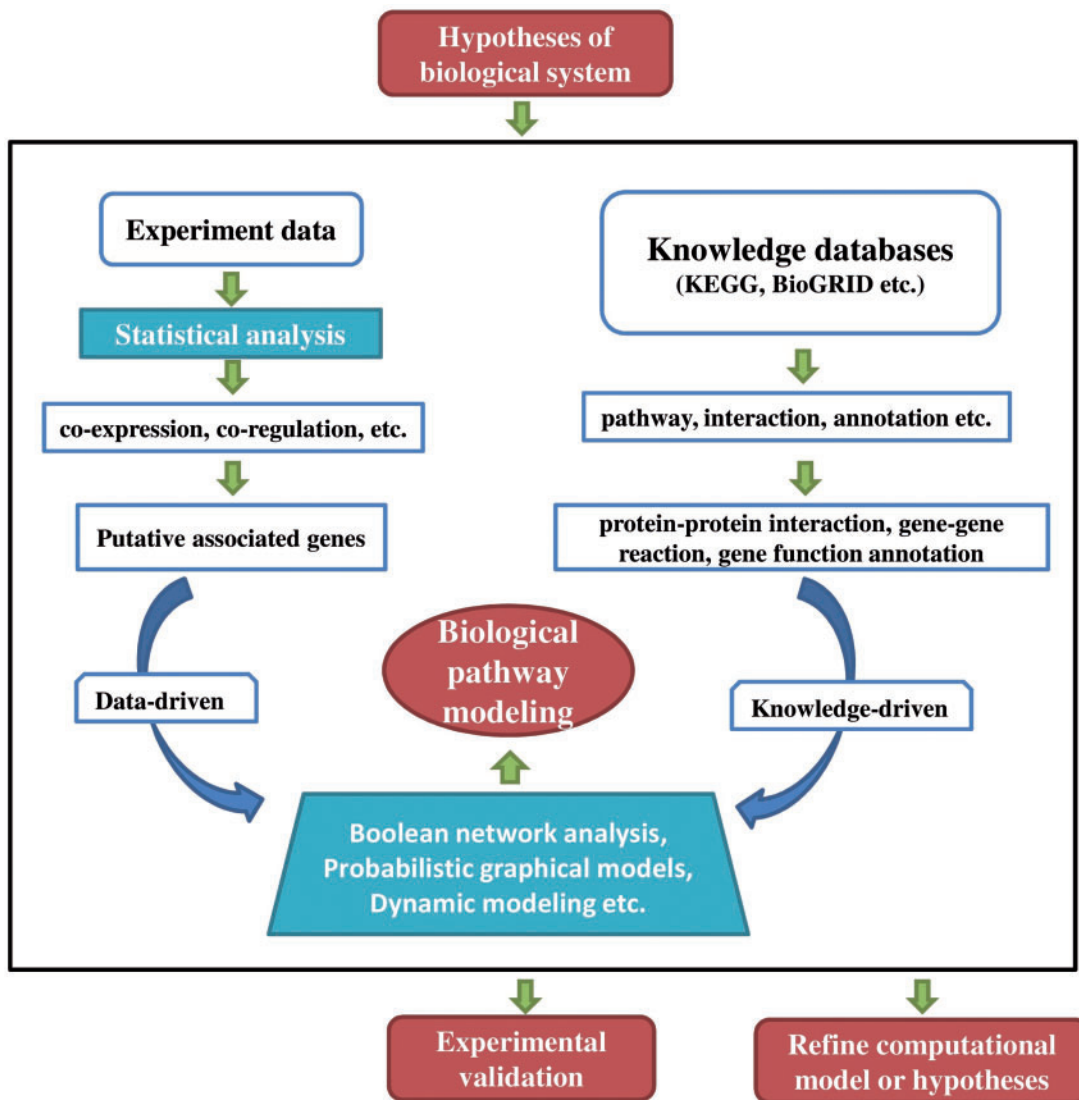 Hypotheses of
biological system
Experiment data
Statistical analysis
co-expression, co-regulation, etc.
Putative associated genes
Data-driven
Knowledge databases
(KEGG, BioGRID etc.)
pathway, interaction, annotation etc.
protein-protein interaction, gene-gene
reaction, gene function annotation
Knowledge-driven
Biological
pathway
modeling
Boolean network analysis,
Probabilistic graphical models,
Dynamic modeling etc.
Experimental
validation
Refine computational
model or hypotheses